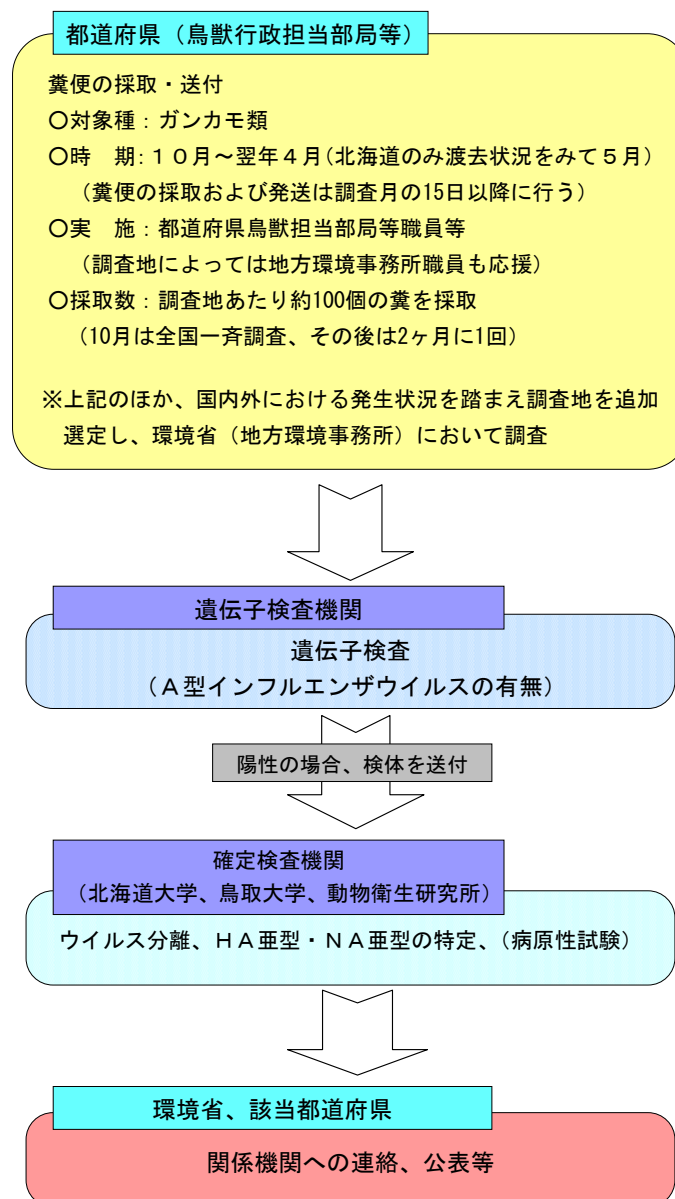 都道府県（鳥獣行政担当部局等）
糞便の採取・送付
○対象種：ガンカモ類
○時　期：１０月～翌年４月(北海道のみ渡去状況をみて５月)
(糞便の採取および発送は調査月の15日以降に行う)
○実　施：都道府県鳥獣担当部局等職員等
(調査地によっては地方環境事務所職員も応援)
○採取数：調査地あたり約100個の糞を採取
(10月は全国一斉調査、その後は2ヶ月に1回)
※上記のほか、国内外における発生状況を踏まえ調査地を追加
選定し、環境省（地方環境事務所）において調査
遺伝子検査機関
遺伝子検査
（Ａ型インフルエンザウイルスの有無）
陽性の場合、検体を送付
確定検査機関
（北海道大学、鳥取大学、動物衛生研究所）
ウイルス分離、ＨＡ亜型・ＮＡ亜型の特定、（病原性試験）
環境省、該当都道府県
関係機関への連絡、公表等